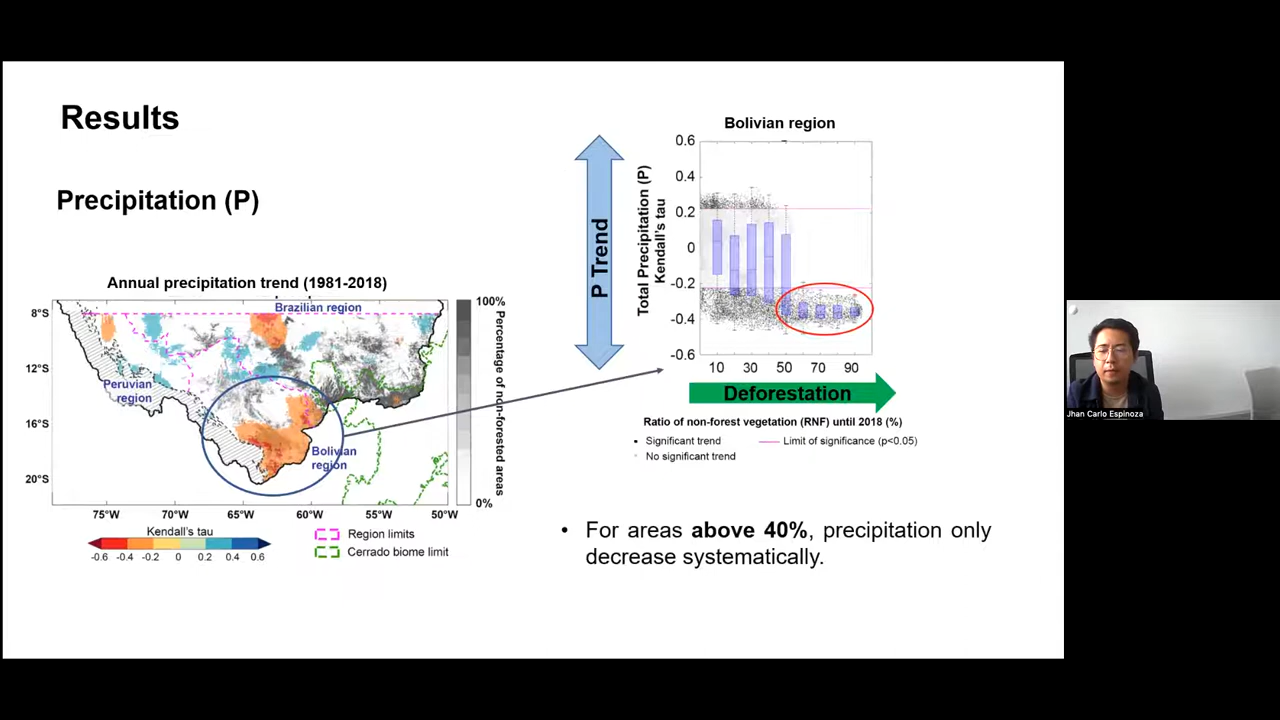 Results
Precipitation (P)
Annual precipitation trend (1981-2018)
Brazilian region
8°S
12°S
16°S
20°S
Peruvian
region
Bolivian
region
75°W
70°W
65°W
60°W
55°W
50°W
100%
0%
Percentage of non-forested areas
Kendall's tau
-0.6
-0.4
-0.2
0
0.2
0.4
0.6
Region limits
Cerrado biome limit
P Trend
Bolivian region
Total Precipitation (P)
Kendall's tau
0.6
0.4
0.2
0
-0.2
-0.4
-0.6
10
30
50
70
90
Deforestation
Ratio of non-forest vegetation (RNF) until 2018 (%)
Significant trend
Limit of significance (p<0.05)
No significant trend
• For areas above 40%, precipitation only
decrease systematically.
Jhan Carlo Espinoza